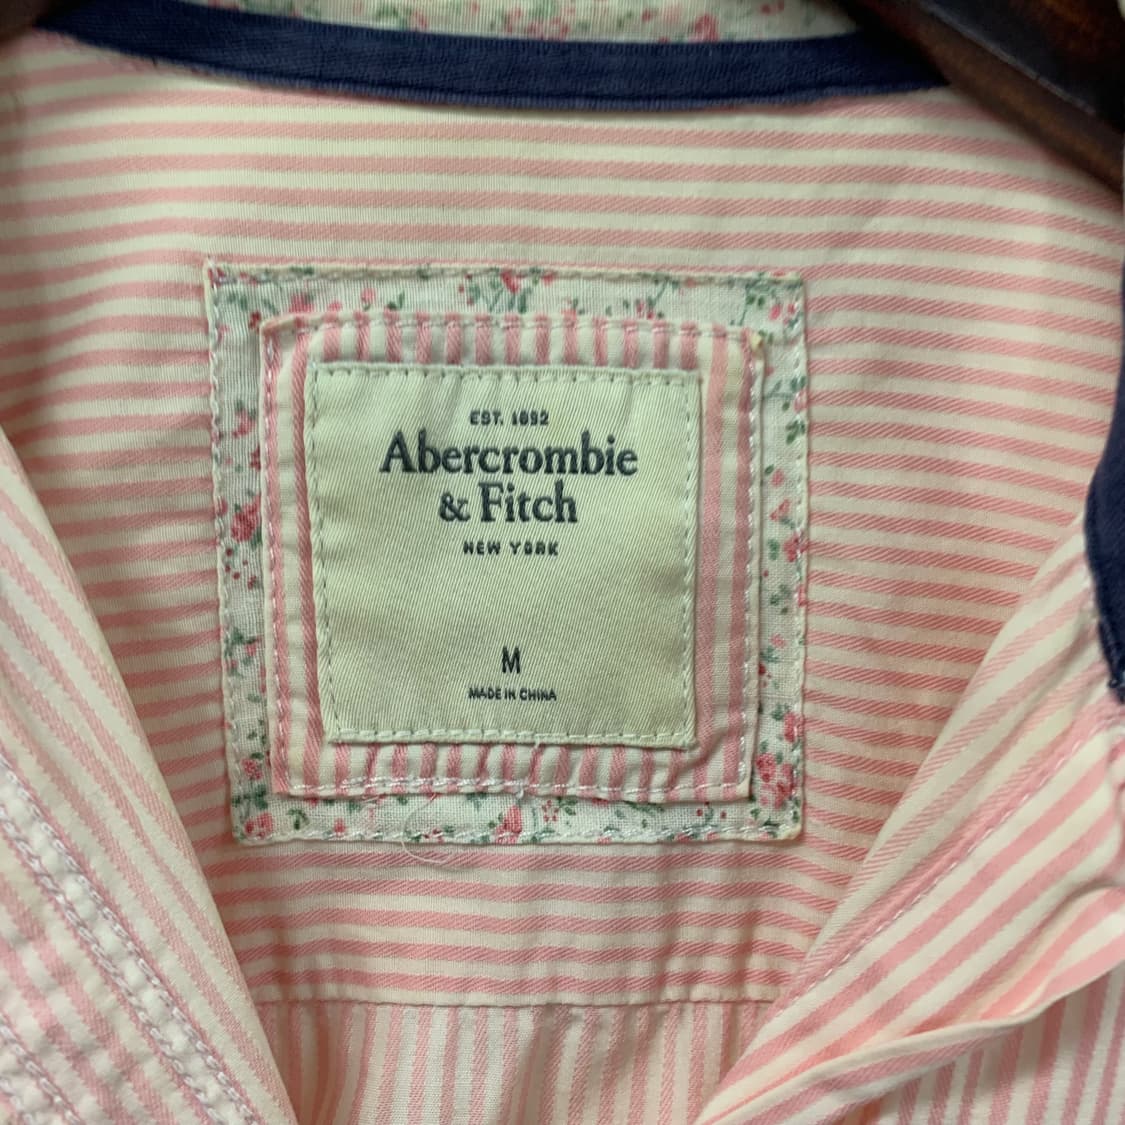 EST. 1892
Abercrombie
& Fitch
NEW YORK
M
MADE IN CHINA